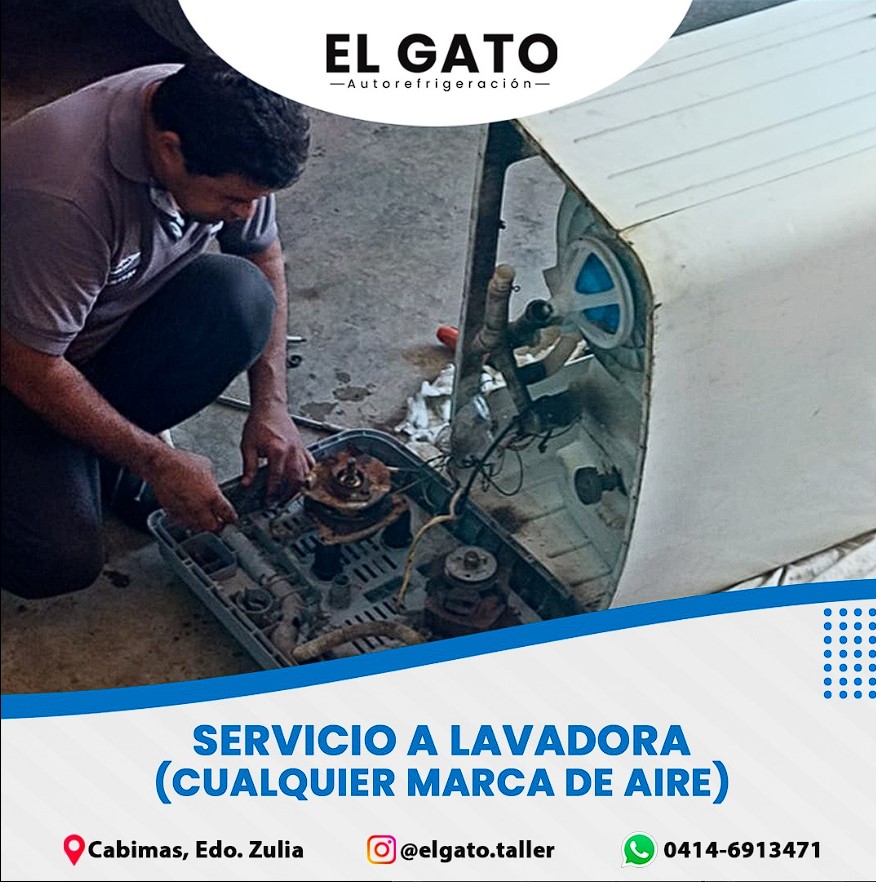 EL GATO
Autorefrigeración
SERVICIO A LAVADORA
(CUALQUIER MARCA DE AIRE)
Cabimas, Edo. Zulia
@elgato.taller
0414-6913471